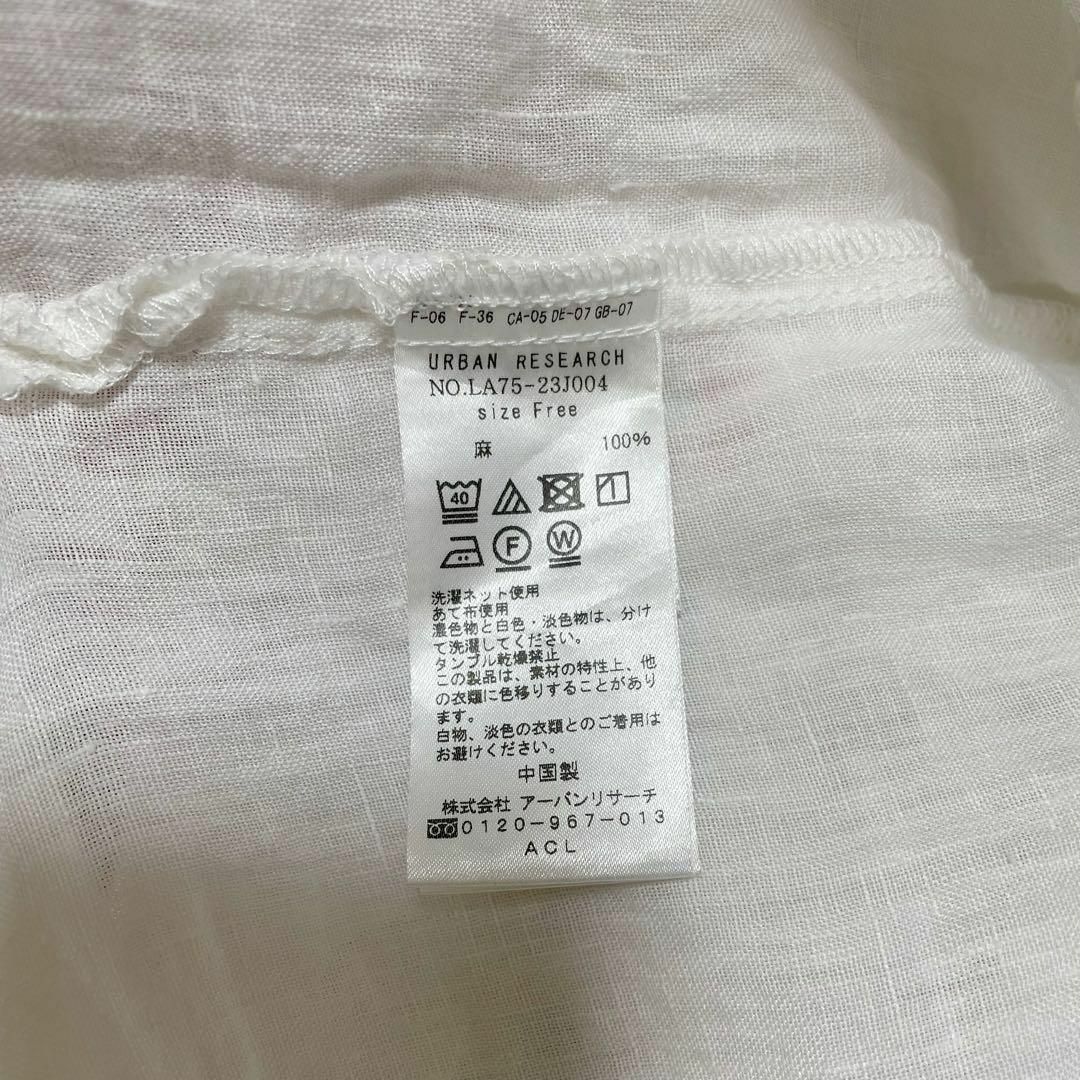 F-06 F-36 CA-05 DE-07 GB-07
URBAN RESEARCH
NO.LA75-23J004
size Free
麻 100%
40
F W
洗濯ネット使用
あて布使用
濃色物と白色・淡色物は、分け
て洗濯してください。
タンブル乾燥禁止
この製品は、素材の特性上、他
の衣類に色移りすることがあり
ます。
白物、淡色の衣類とのご着用は
お避けください。
中国製
株式会社 アーバンリサーチ
0120-967-013
ACL